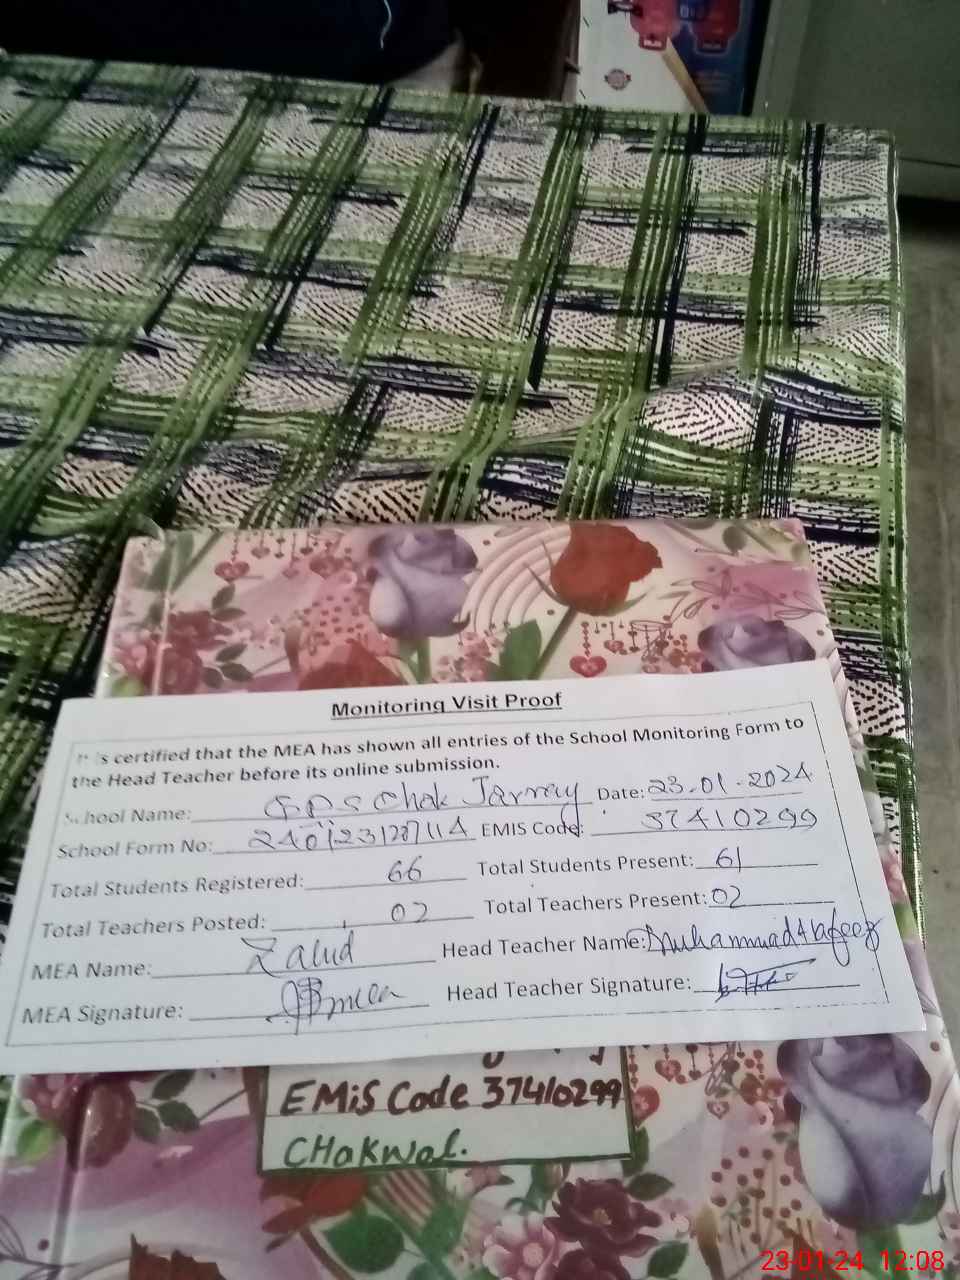 Monitoring Visit Proof
It is certified that the MEA has shown all entries of the School Monitoring Form to
the Head Teacher before its online submission.
School Name: GPS Chak Jarray Date: 23-01-2024
School Form No: EMIS Code: 37410299
Total Students Registered: 66 Total Students Present: 61
Total Teachers Posted: 02 Total Teachers Present: 02
MEA Name: Zahid Head Teacher Name: Muhammad Hafeez
MEA Signature: Head Teacher Signature:
EMiS Code 37410299
CHakwal.
23-01-24 12:08